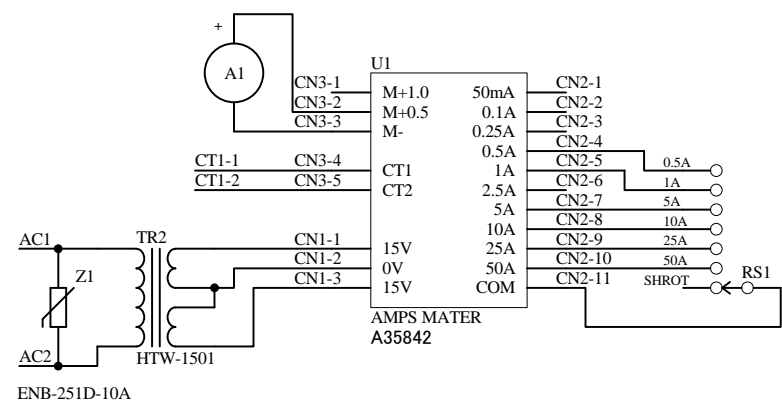 +
A1
U1
CN3-1 M+1.0 50mA CN2-1
CN3-2 M+0.5 0.1A CN2-2
CN3-3 M- 0.25A CN2-3
0.5A CN2-4 0.5A
CT1-1 CN3-4 CT1 1A CN2-5 1A
CT1-2 CN3-5 CT2 2.5A CN2-6
5A CN2-7 5A
10A CN2-8 10A
AC1 TR2 CN1-1 15V 25A CN2-9 25A
Z1 CN1-2 0V 50A CN2-10 50A
CN1-3 15V COM CN2-11 SHROT RS1
AMPS MATER
A35842
AC2 HTW-1501
ENB-251D-10A